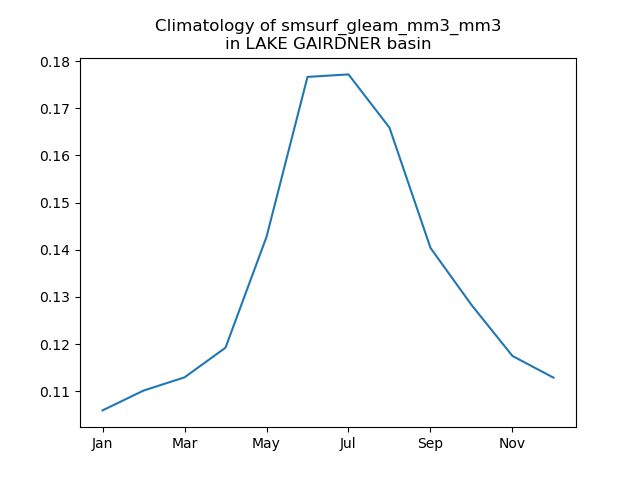 Climatology of smsurf_gleam_mm3_mm3
in LAKE GAIRDNER basin
0.18
0.17
0.16
0.15
0.14
0.13
0.12
0.11
Jan Mar May Jul Sep Nov